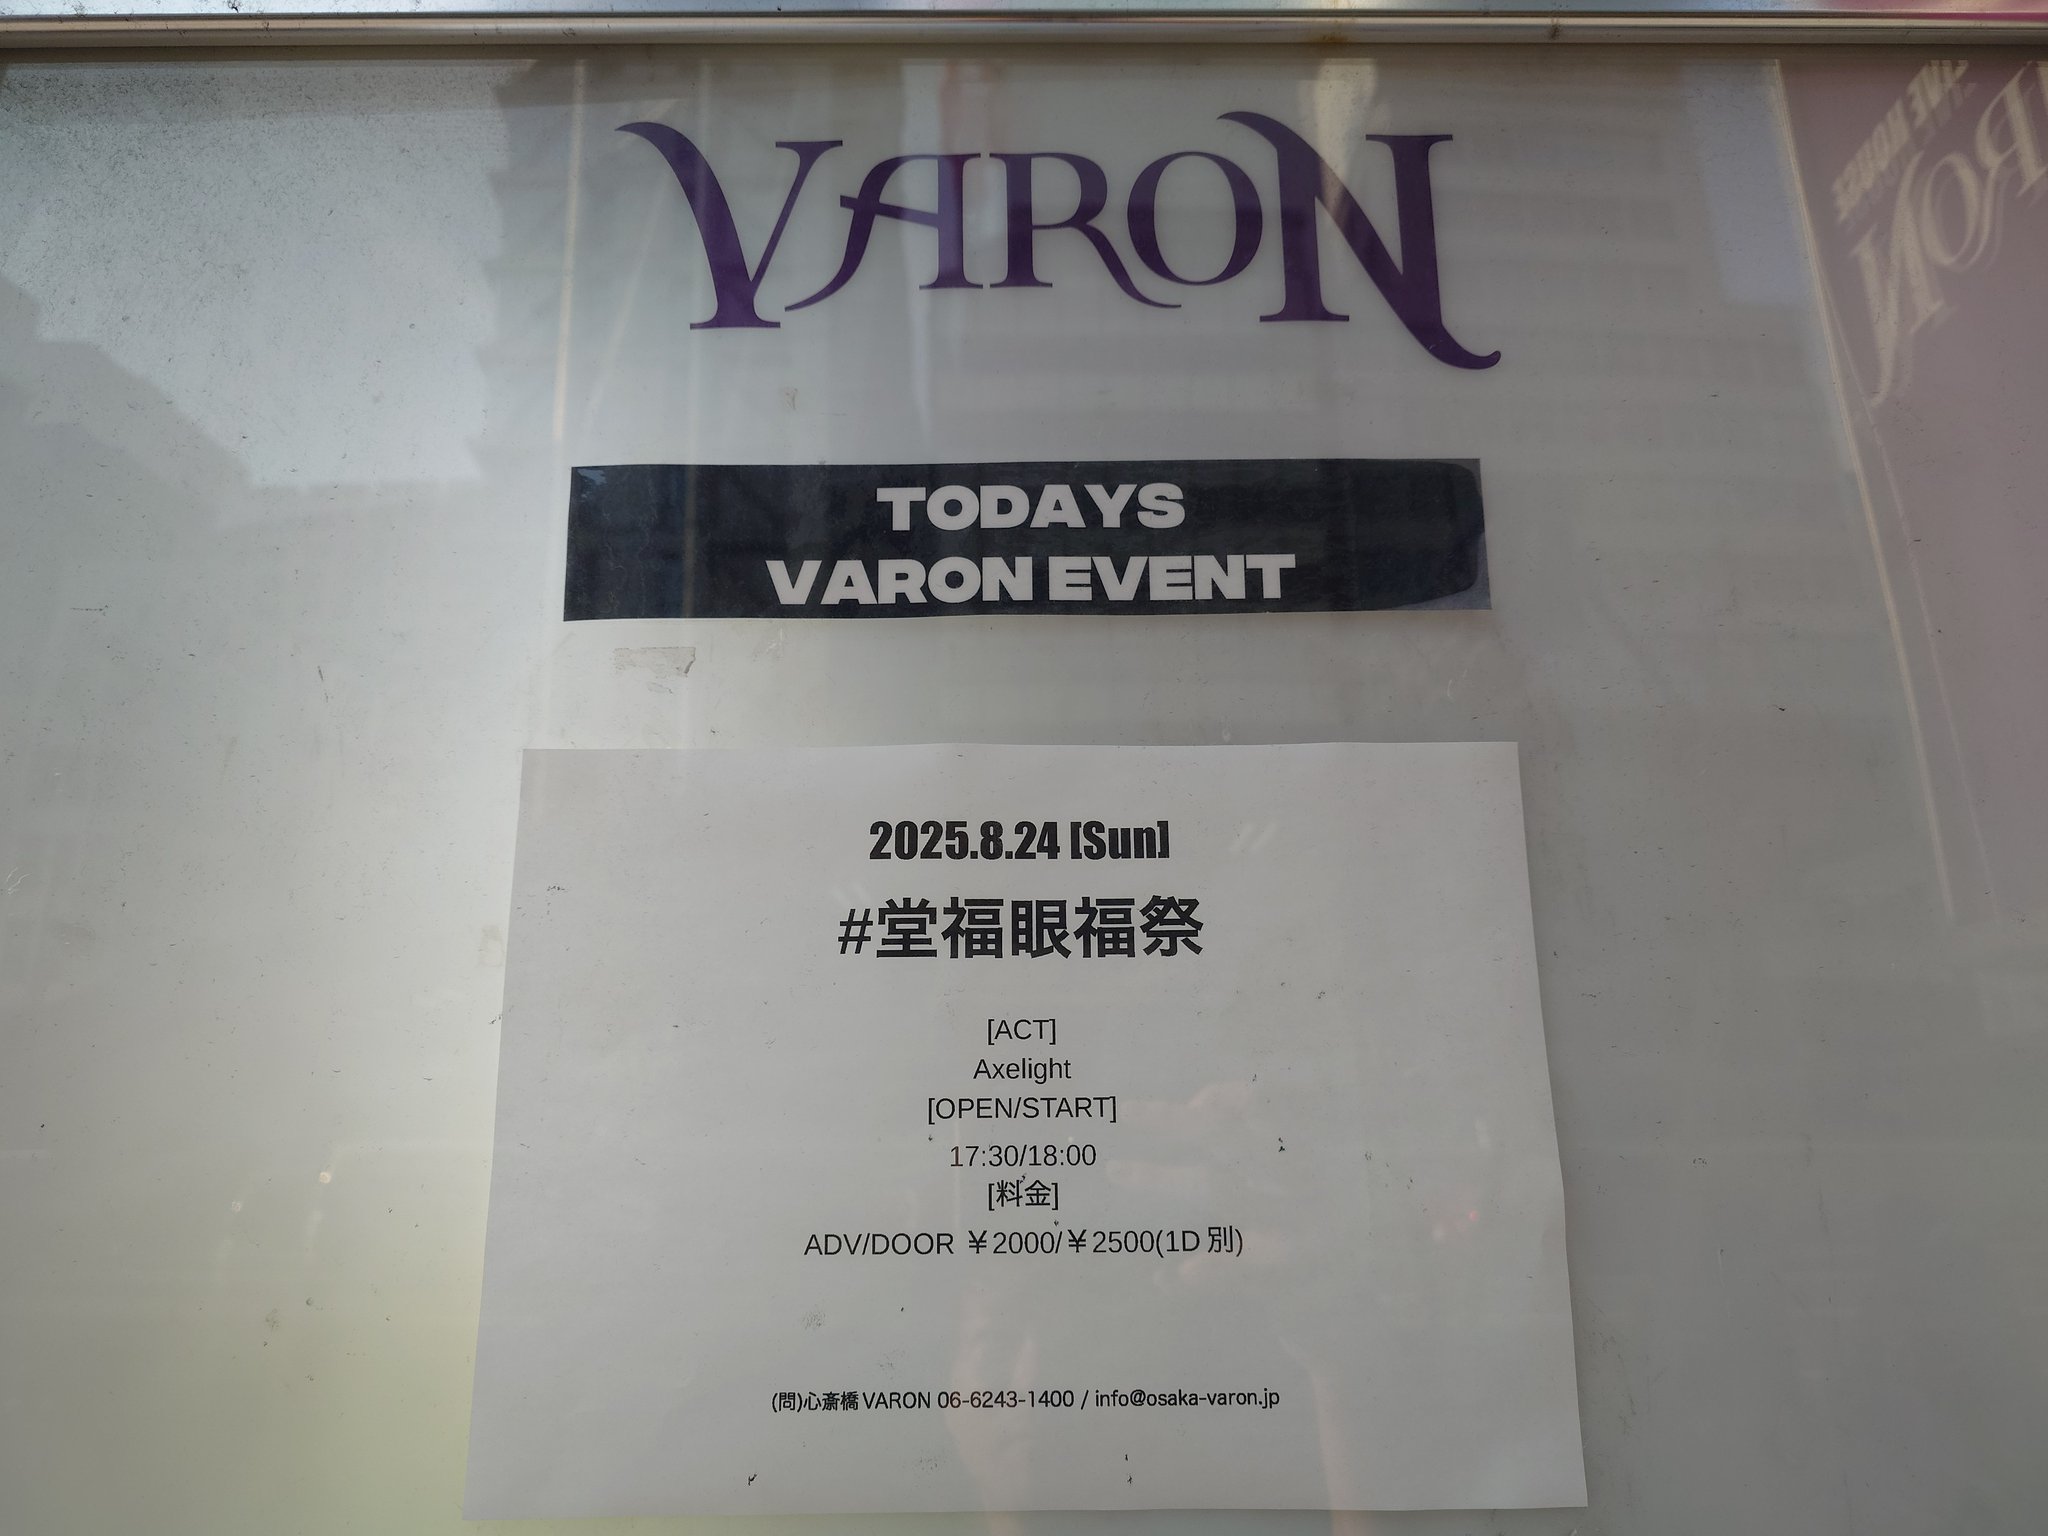 VARON
TODAYS
VARON EVENT
2025.8.24 [Sun]
#堂福眼福祭
[ACT]
Axelight
[OPEN/START]
17:30/18:00
[料金]
ADV/DOOR ￥2000/￥2500(1D 別)
(問)心斎橋 VARON 06-6243-1400 / info@osaka-varon.jp